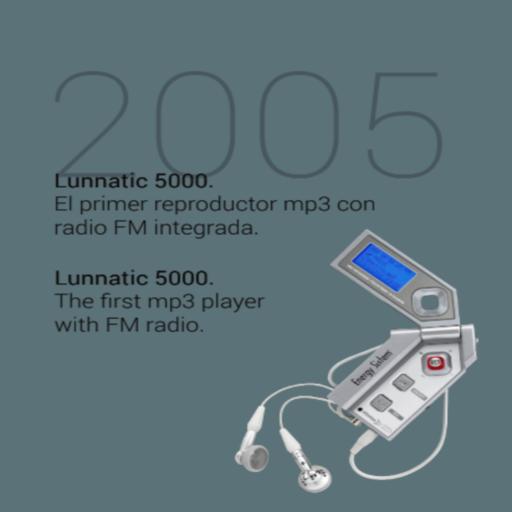 2005
Lunnatic 5000.
El primer reproductor mp3 con
radio FM integrada.
Lunnatic 5000.
The first mp3 player
with FM radio.
Energy Sistem